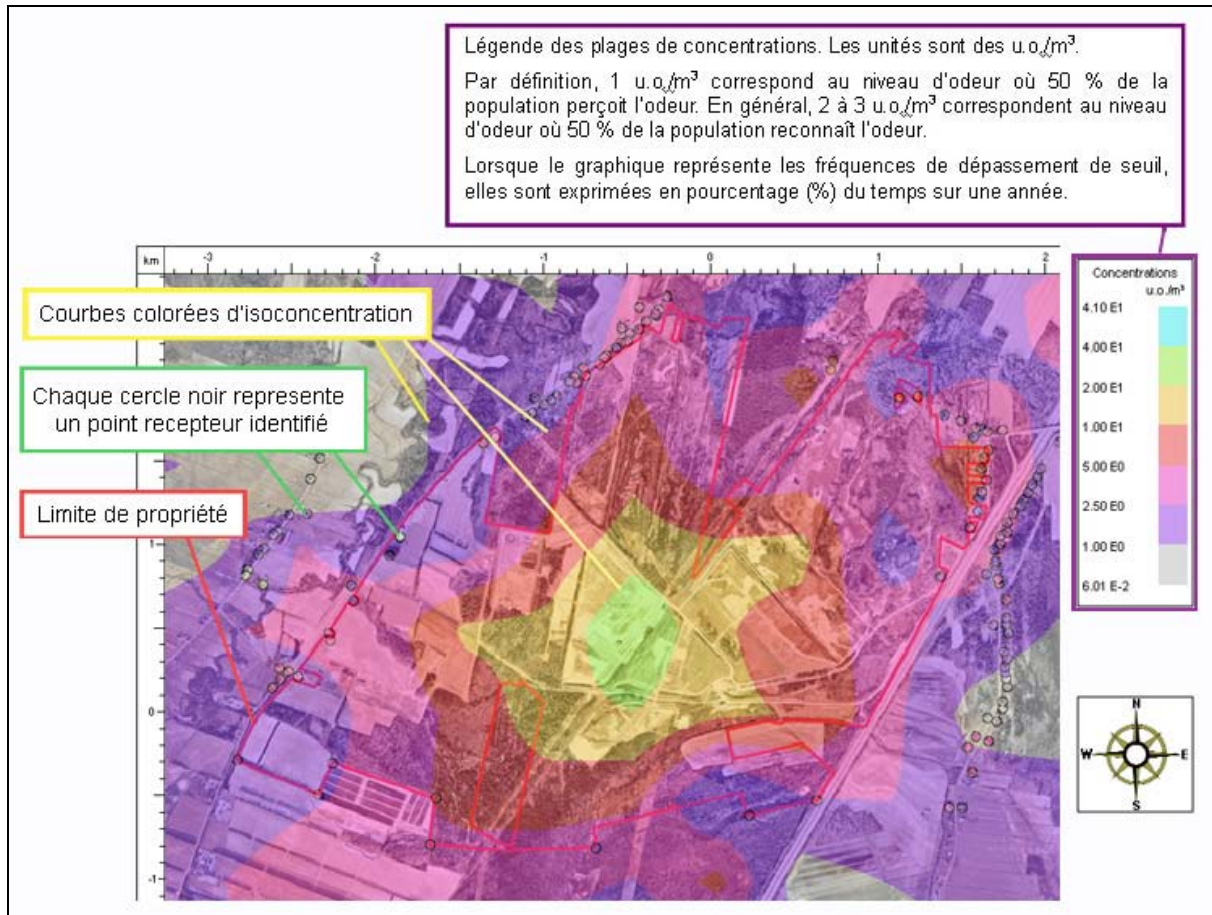 Légende des plages de concentrations. Les unités sont des u.o./m³.
Par définition, 1 u.o./m³ correspond au niveau d'odeur où 50 % de la
population perçoit l'odeur. En général, 2 à 3 u.o./m³ correspondent au niveau
d'odeur où 50 % de la population reconnaît l'odeur.
Lorsque le graphique représente les fréquences de dépassement de seuil,
elles sont exprimées en pourcentage (%) du temps sur une année.
km -3 -2 -1 0 1 2
Concentrations
u.o./m³
4.10 E1
4.00 E1
2.00 E1
1.00 E1
5.00 E0
2.50 E0
1.00 E0
6.01 E-2
Courbes colorées d'isoconcentration
Chaque cercle noir represente
un point recepteur identifié
Limite de propriété
1
0
-1
N
W E
S